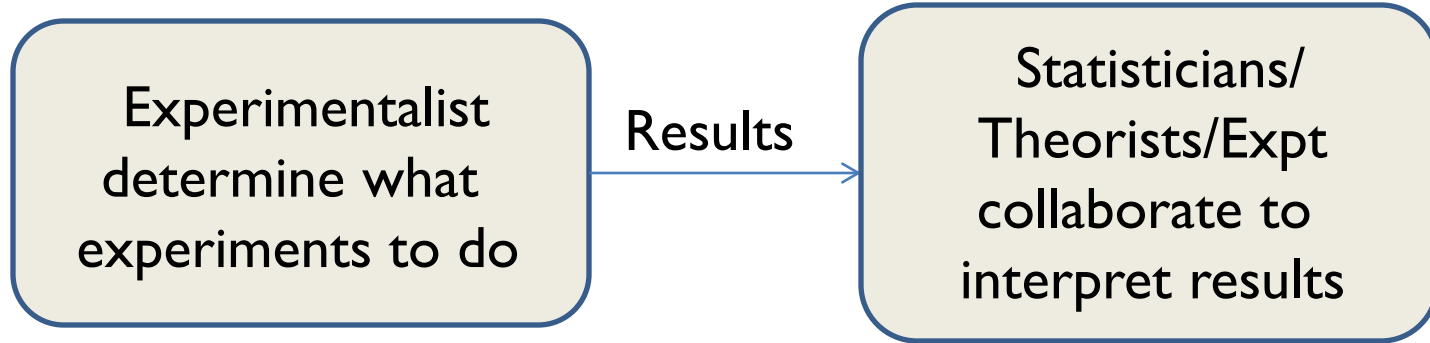 Experimentalist
determine what
experiments to do
Results
Statisticians/
Theorists/Expt
collaborate to
interpret results